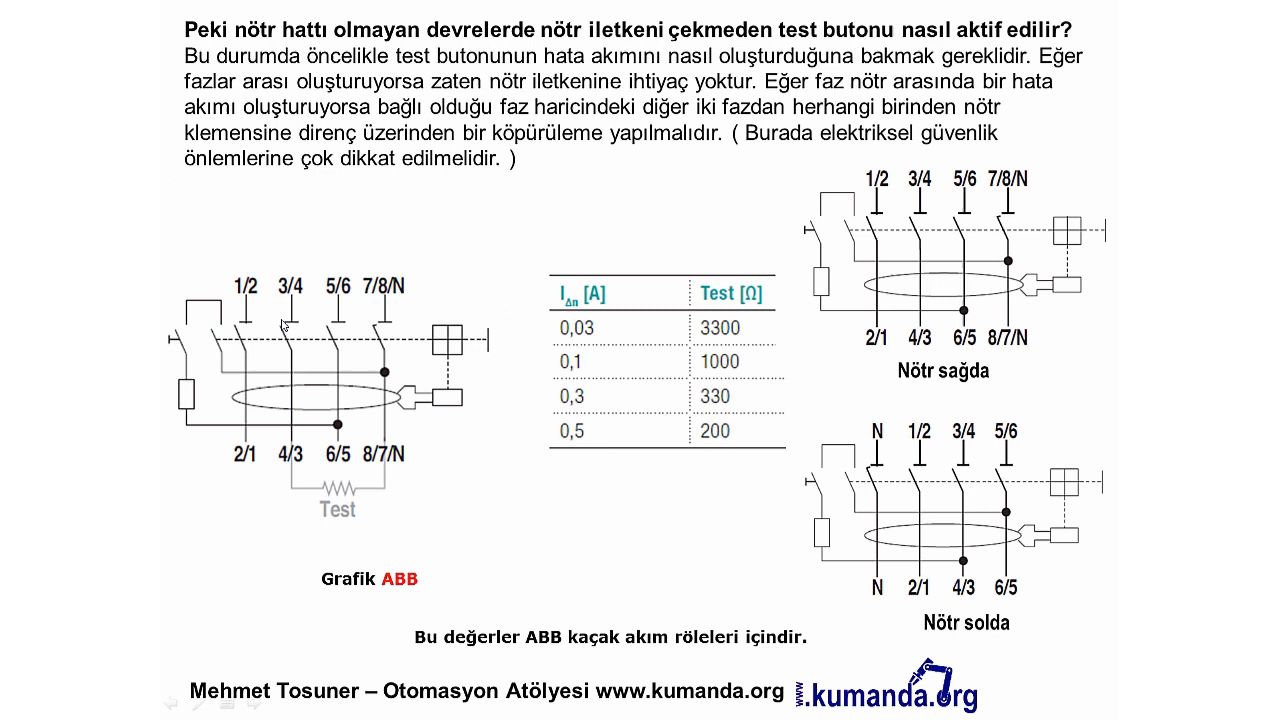 Peki nötr hattı olmayan devrelerde nötr iletkeni çekmeden test butonu nasıl aktif edilir?
Bu durumda öncelikle test butonunun hata akımını nasıl oluşturduğuna bakmak gereklidir. Eğer
fazlar arası oluşturuyorsa zaten nötr iletkenine ihtiyaç yoktur. Eğer faz nötr arasında bir hata
akımı oluşturuyorsa bağlı olduğu faz haricindeki diğer iki fazdan herhangi birinden nötr
klemensine direnç üzerinden bir köprüleme yapılmalıdır. ( Burada elektriksel güvenlik
önlemlerine çok dikkat edilmelidir. )
1/2 3/4 5/6 7/8/N
2/1 4/3 6/5 8/7/N
Nötr sağda
1/2 3/4 5/6 7/8/N
2/1 4/3 6/5 8/7/N
Test
Grafik ABB
IΔn [A] Test [Ω]
0,03 3300
0,1 1000
0,3 330
0,5 200
N 1/2 3/4 5/6
N 2/1 4/3 6/5
Nötr solda
Bu değerler ABB kaçak akım röleleri içindir.
Mehmet Tosuner – Otomasyon Atölyesi www.kumanda.org
www.kumanda.org